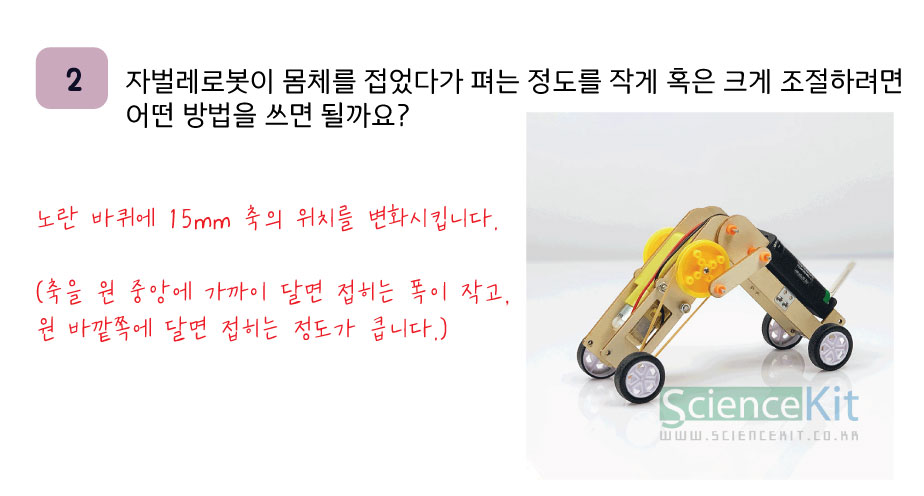 2
자벌레로봇이 몸체를 접었다가 펴는 정도를 작게 혹은 크게 조절하려면
어떤 방법을 쓰면 될까요?
노란 바퀴에 15mm 축의 위치를 변화시킵니다.
(축을 원 중앙에 가까이 달면 접히는 폭이 작고,
원 바깥쪽에 달면 접히는 정도가 큽니다.)
ScienceKit
WWW.SCIENCEKIT.CO.KR